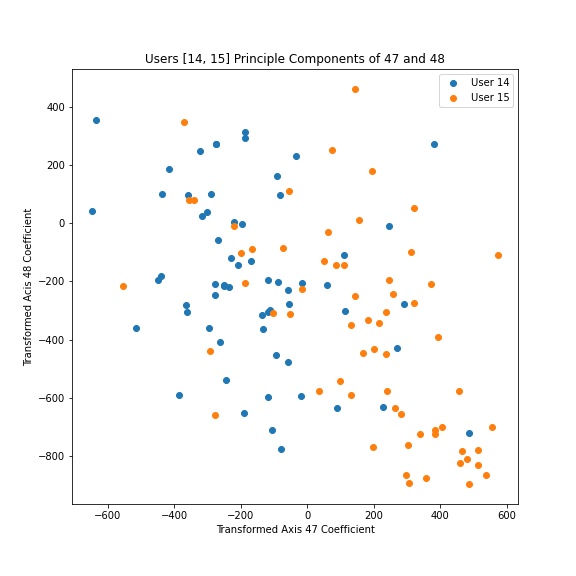 Users [14, 15] Principle Components of 47 and 48
User 14
User 15
Transformed Acis 48 Coefficient
400
200
0
−200
−400
−600
−800
−600
−400
−200
0
200
400
600
Transformed Axis 47 Coefficient